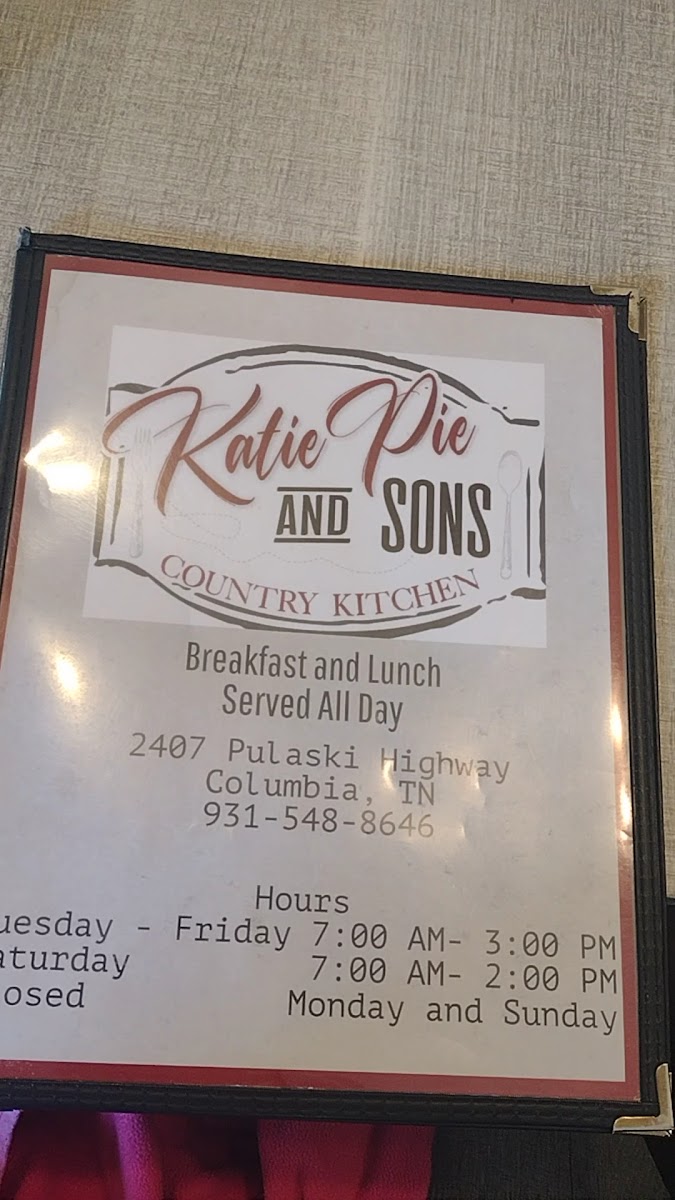 Katie Pie
AND SONS
COUNTRY KITCHEN
Breakfast and Lunch
Served All Day
2407 Pulaski Highway
Columbia, TN
931-548-8646
Hours
uesday - Friday 7:00 AM- 3:00 PM
aturday 7:00 AM- 2:00 PM
osed Monday and Sunday